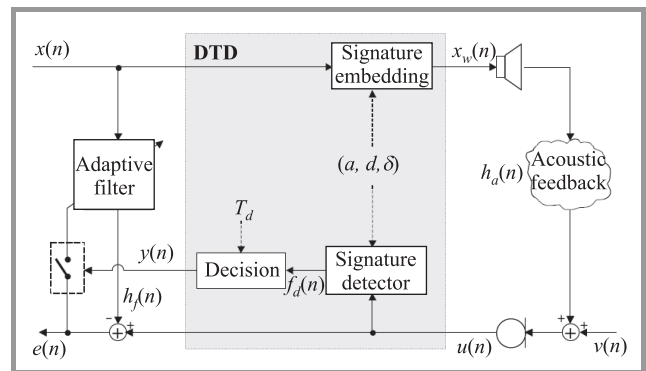 x(n)
DTD
Signature
embedding
x_w(n)
Adaptive
filter
(a, d, δ)
h_a(n)
Acoustic
feedback
T_d
y(n)
Decision
f_d(n)
Signature
detector
h_f(n)
- +
+ +
e(n)
u(n)
v(n)